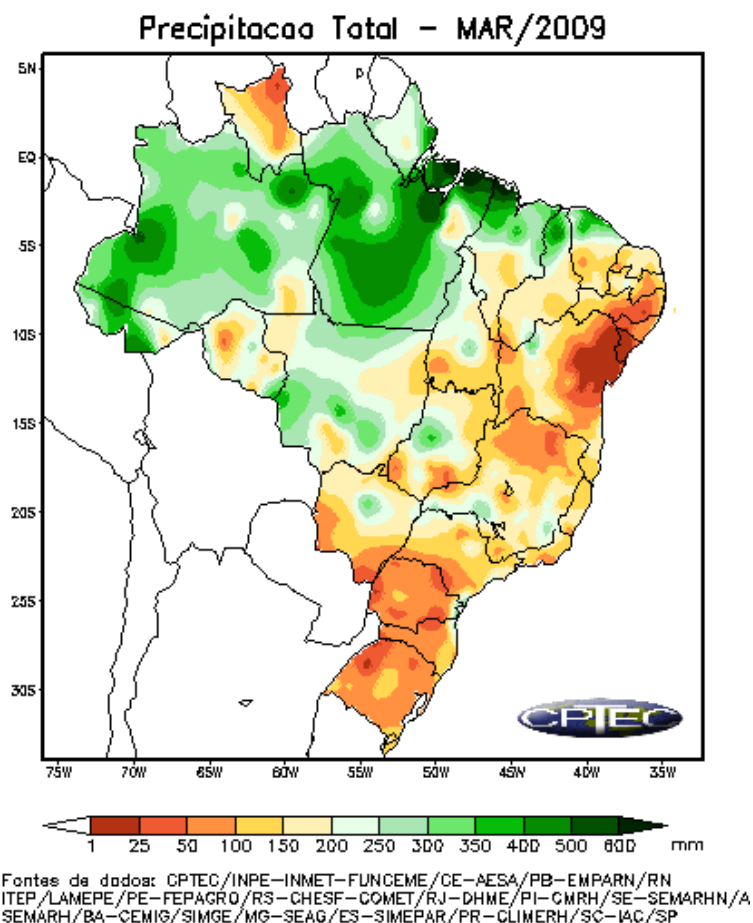 Precipitacao Total - MAR/2009
5N
EQ
5S
10S
15S
20S
25S
30S
75W 70W 65W 60W 55W 50W 45W 40W 35W
CPTEC
1 25 50 100 150 200 250 300 350 400 500 600 mm
Fontes de dados: CPTEC/INPE-INMET-FUNCEME/CE-AESA/PB-EMPARN/RN
ITEP/LAMEPE/PE-FEPAGRO/RS-CHESF-COMET/RJ-DHME/PI-CMRH/SE-SEMARHN/A
SEMARH/BA-CEMIG/SIMGE/MG-SEAG/ES-SIMEPAR/PR-CLIMERH/SC-IAC/SP